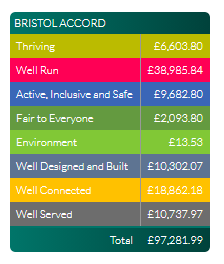 BRISTOL ACCORD
Thriving £6,603.80
Well Run £38,985.84
Active, Inclusive and Safe £9,682.80
Fair to Everyone £2,093.80
Environment £13.53
Well Designed and Built £10,302.07
Well Connected £18,862.18
Well Served £10,737.97
Total £97,281.99